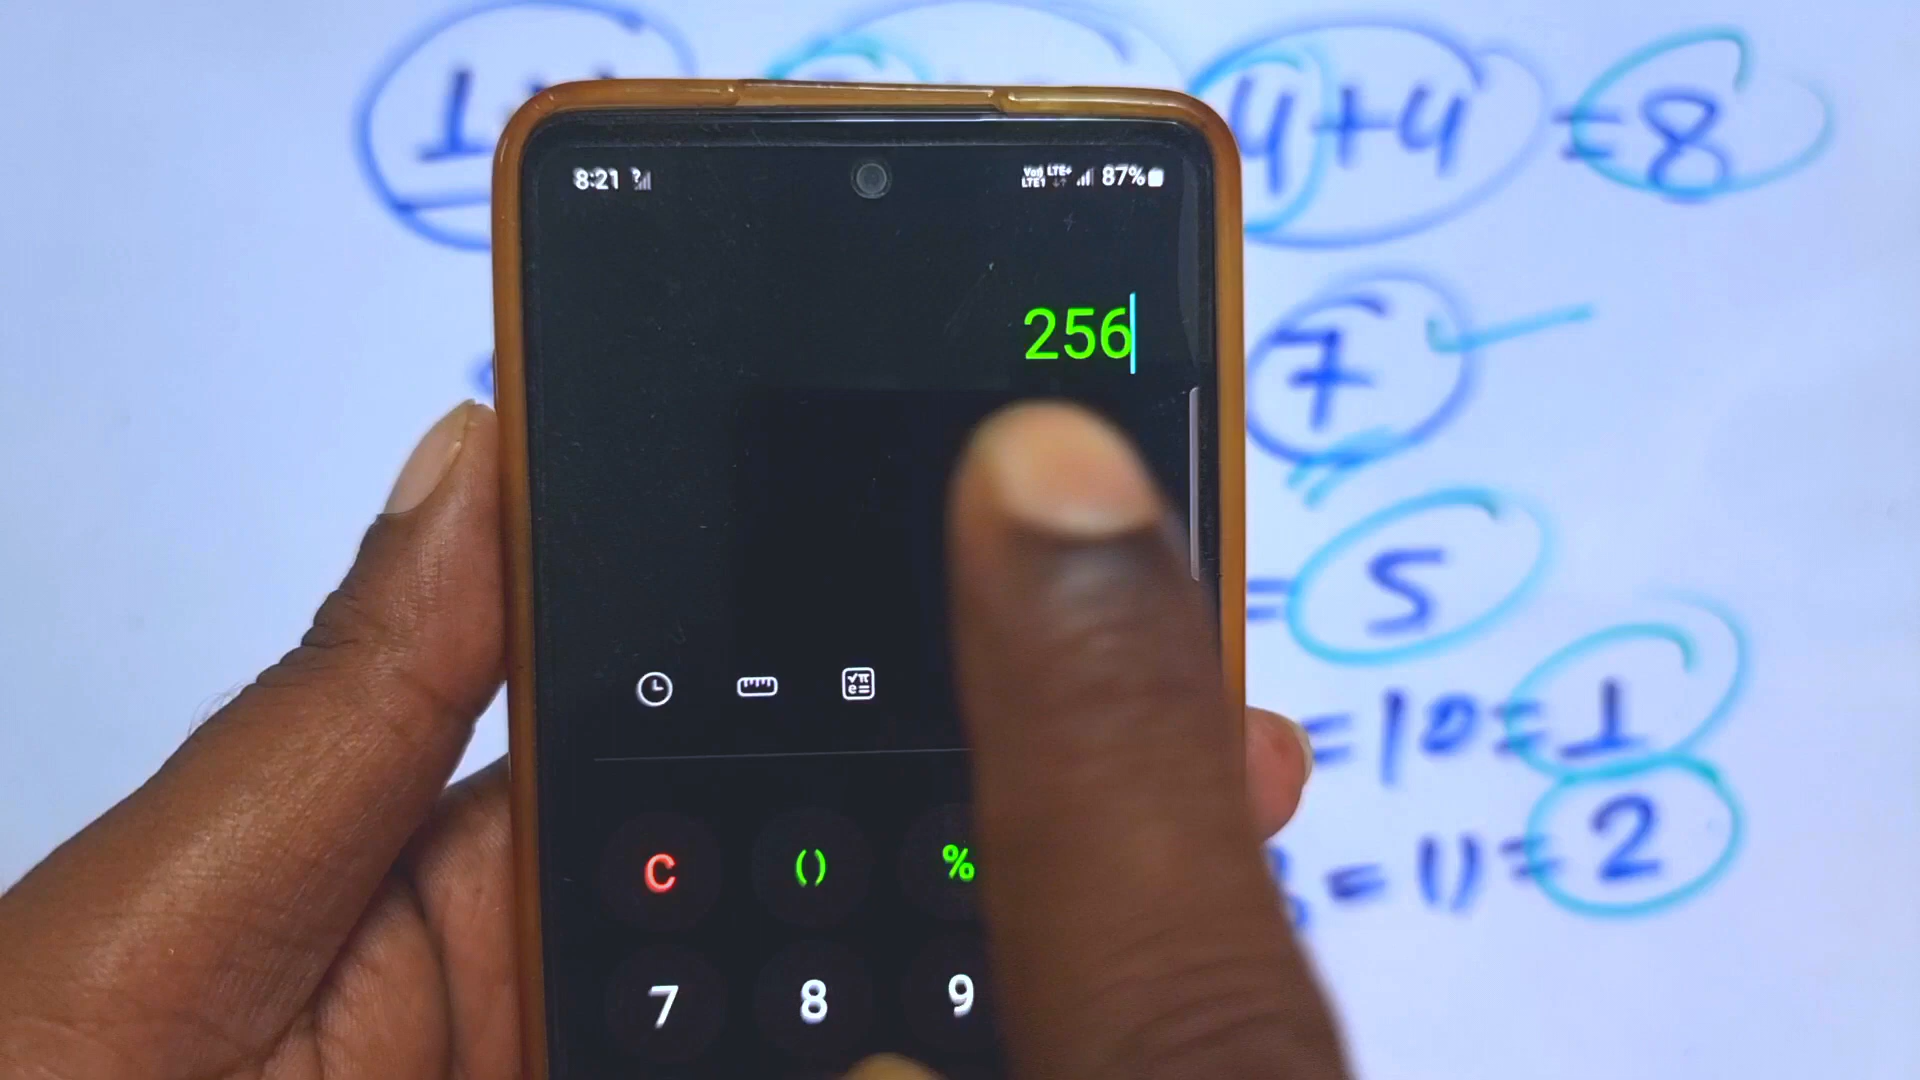 4+4 = 8
8:21 87%
256
7
= 5
= 10 = 1
= 11 = 2
C () %
7 8 9